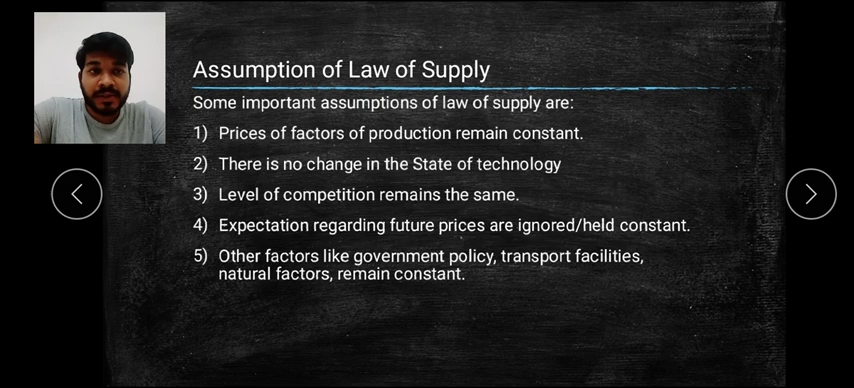 Assumption of Law of Supply
Some important assumptions of law of supply are:
1) Prices of factors of production remain constant.
2) There is no change in the State of technology
3) Level of competition remains the same.
4) Expectation regarding future prices are ignored/held constant.
5) Other factors like government policy, transport facilities,
natural factors, remain constant.